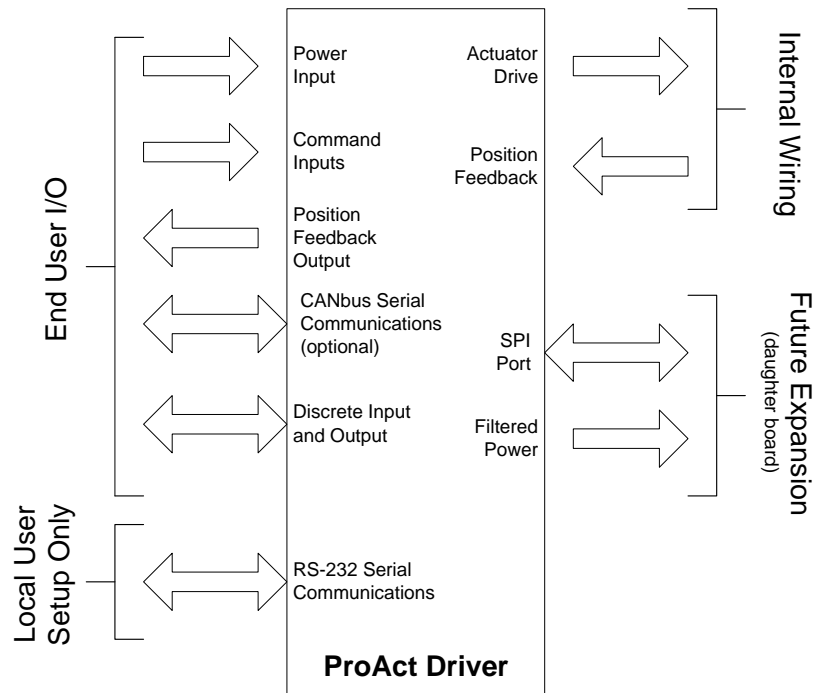 End User I/O
Power
Input
Command
Inputs
Position
Feedback
Output
CANbus Serial
Communications
(optional)
Discrete Input
and Output
Local User
Setup Only
RS-232 Serial
Communications
Actuator
Drive
Position
Feedback
Internal Wiring
SPI
Port
Filtered
Power
Future Expansion
(daughter board)
ProAct Driver